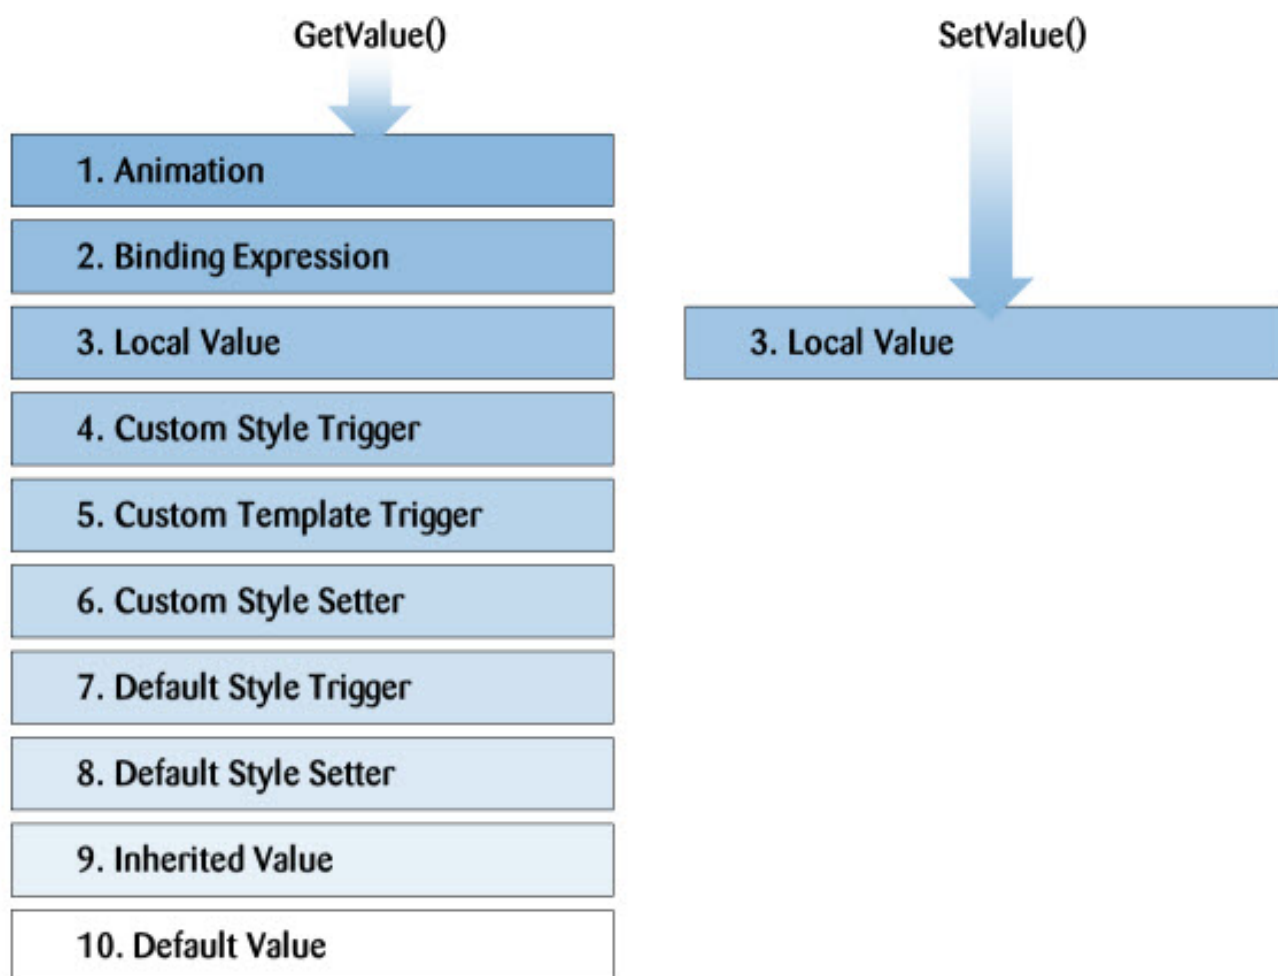 GetValue()
1. Animation
2. Binding Expression
3. Local Value
4. Custom Style Trigger
5. Custom Template Trigger
6. Custom Style Setter
7. Default Style Trigger
8. Default Style Setter
9. Inherited Value
10. Default Value
SetValue()
3. Local Value